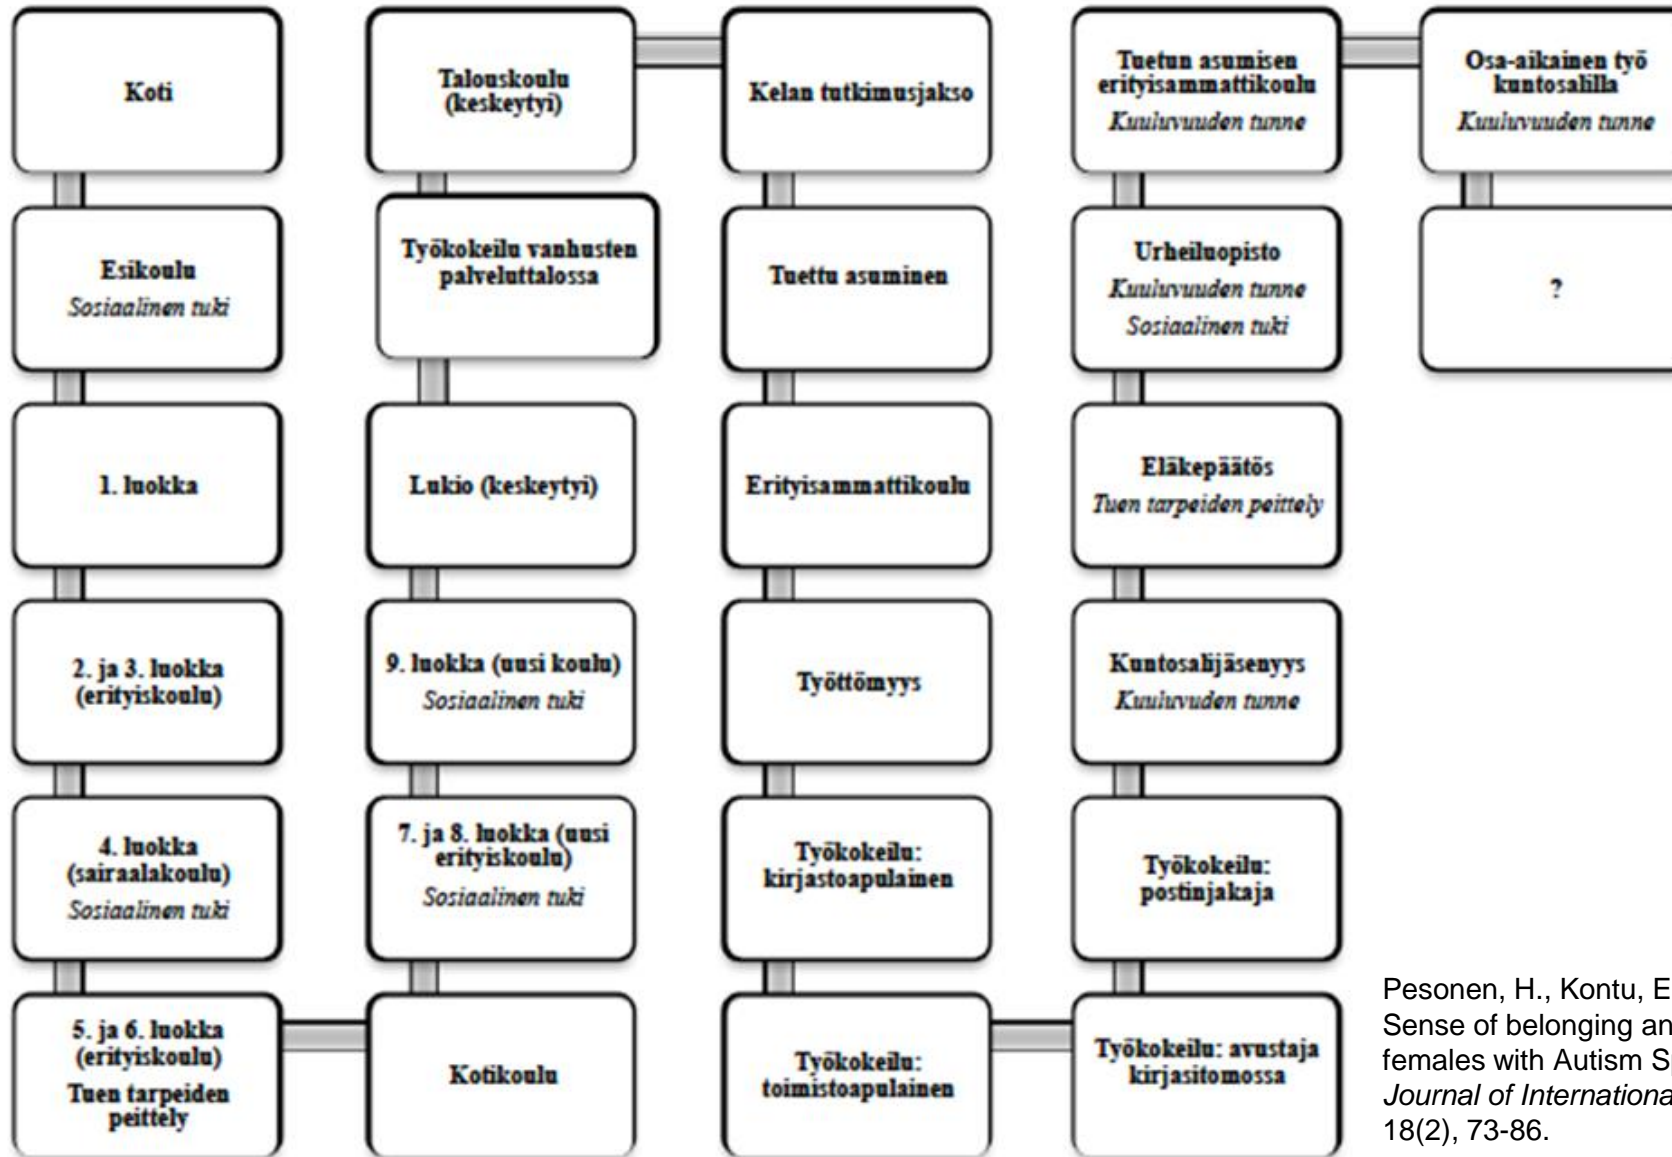 Koti
Esikoulu
Sosiaalinen tuki
1. luokka
2. ja 3. luokka
(erityiskoulu)
4. luokka
(sairaalakoulu)
Sosiaalinen tuki
5. ja 6. luokka
(erityiskoulu)
Tuen tarpeiden
peittely
Talouskoulu
(keskeytyi)
Työkokeilu vanhusten
palveluttalossa
Lukio (keskeytyi)
9. luokka (uusi koulu)
Sosiaalinen tuki
7. ja 8. luokka (uusi
erityiskoulu)
Sosiaalinen tuki
Kotikoulu
Kelan tutkimusjakso
Tuettu asuminen
Erityisammattikoulu
Työttömyys
Työkokeilu:
kirjastoapulainen
Työkokeilu:
toimistoapulainen
Tuetun asumisen
erityisammattikoulu
Kuuluvuuden tunne
Urheiluopisto
Kuuluvuuden tunne
Sosiaalinen tuki
Eläkepäätös
Tuen tarpeiden peittely
Kuntosalijäsenyys
Kuuluvuden tunne
Työkokeilu:
postinjakaja
Työkokeilu: avustaja
kirjasitomossa
Osa-aikainen työ
kuntosalilla
Kuuluvuuden tunne
?
Pesonen, H., Kontu, E
Sense of belonging an
females with Autism Sp
Journal of Internationa
18(2), 73-86.